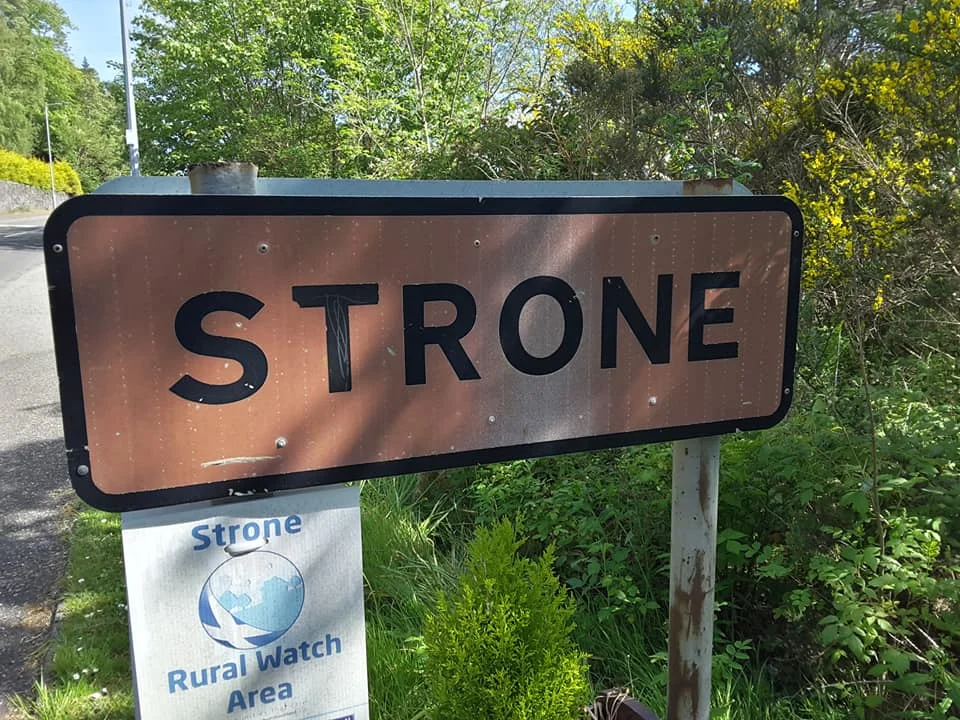 STRONE
Strone
Rural Watch
Area